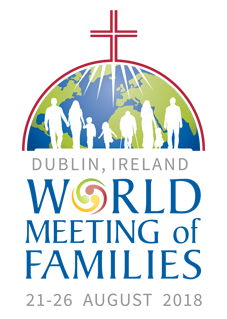 DUBLIN, IRELAND
WORLD
MEETING of
FAMILIES
21-26 AUGUST 2018